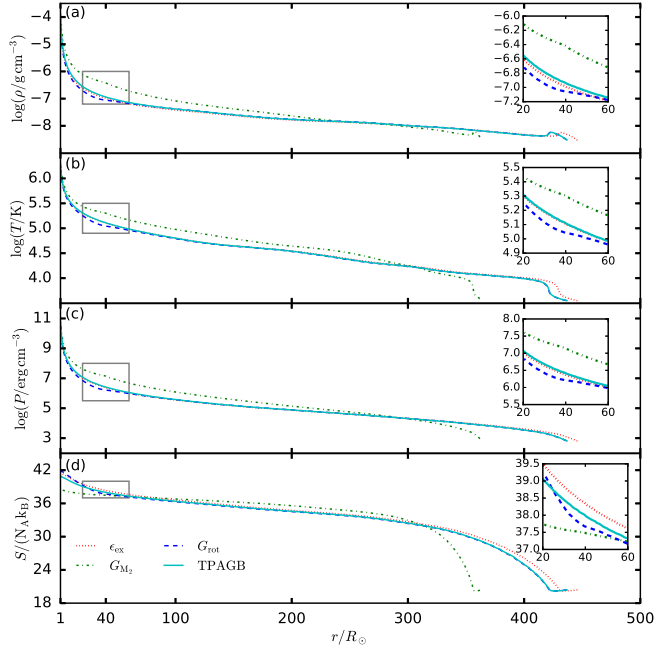 (a)
log(ρ/g cm⁻³)
−4
−5
−6
−7
−8
−6.0
−6.2
−6.4
−6.6
−6.8
−7.0
−7.2
20 40 60
(b)
log(T/K)
6.0
5.5
5.0
4.5
4.0
5.5
5.4
5.3
5.2
5.1
5.0
4.9
20 40 60
(c)
log(P/erg cm⁻³)
11
9
7
5
3
8.0
7.5
7.0
6.5
6.0
5.5
20 40 60
(d)
S/(N_A k_B)
42
36
30
24
18
39.5
39.0
38.5
38.0
37.5
37.0
20 40 60
ϵ_ex
G_M₂
G_rot
TPAGB
1 40 100 200 300 400 500
r/R_⊙